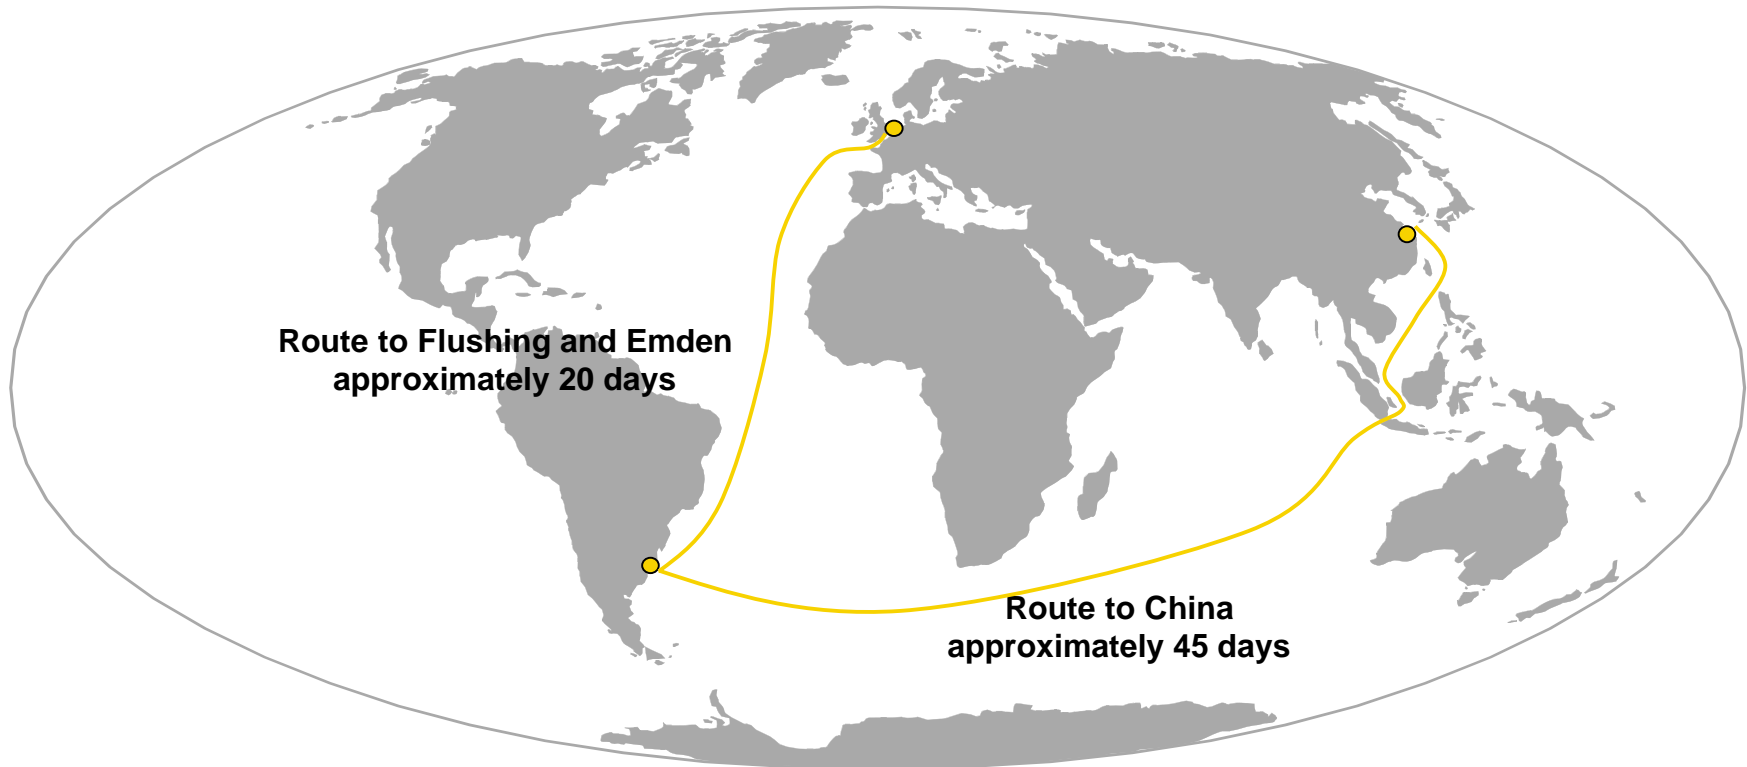 Route to Flushing and Emden
approximately 20 days
Route to China
approximately 45 days